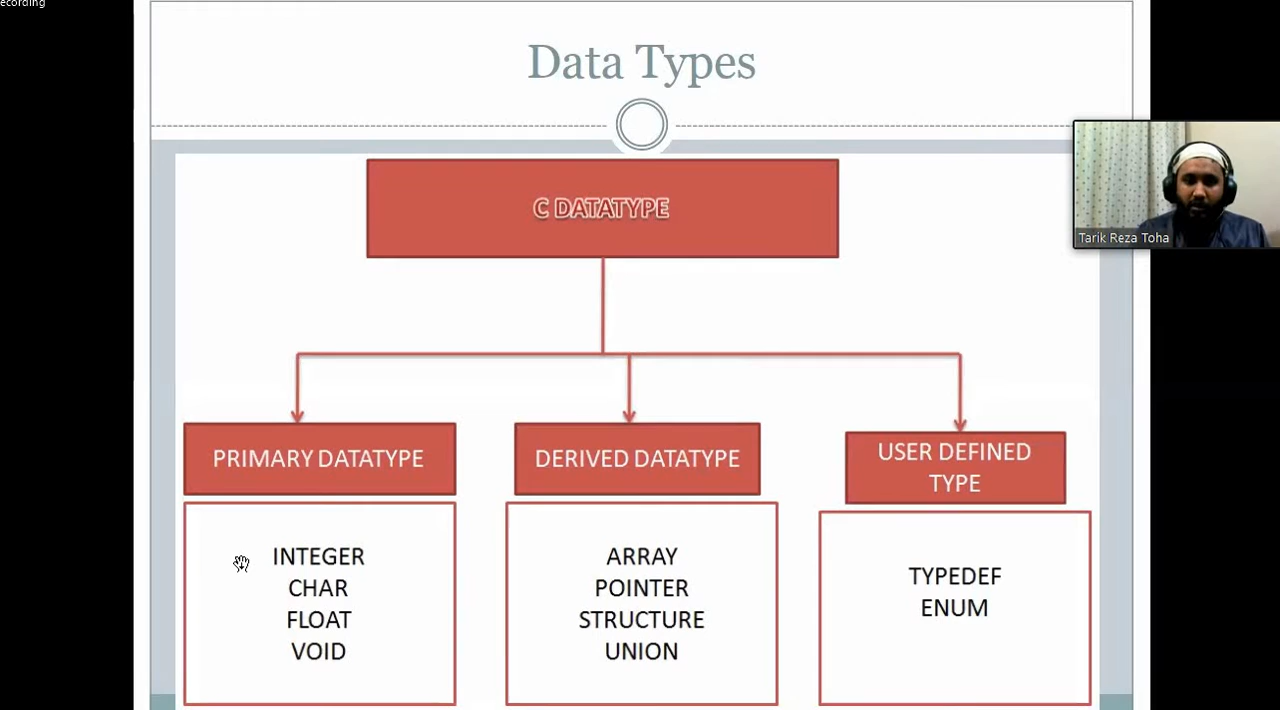 ecording
Data Types
C DATATYPE
Tarik Reza Toha
PRIMARY DATATYPE
INTEGER
CHAR
FLOAT
VOID
DERIVED DATATYPE
ARRAY
POINTER
STRUCTURE
UNION
USER DEFINED
TYPE
TYPEDEF
ENUM